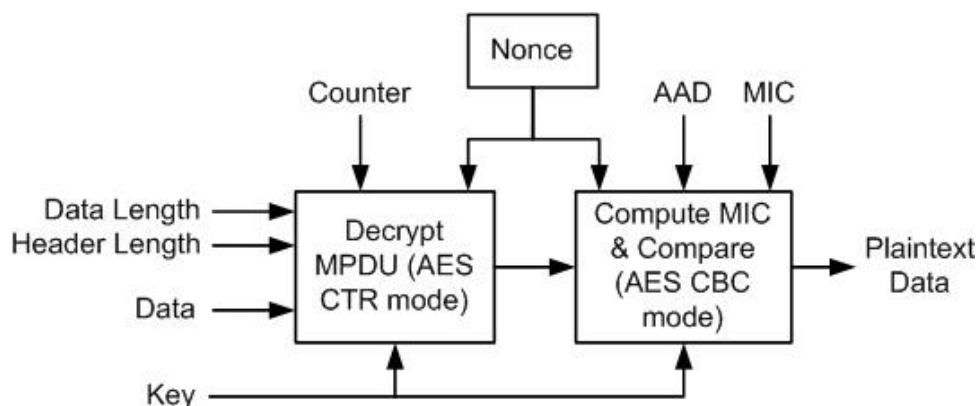 Nonce
Counter
AAD
MIC
Data Length
Header Length
Data
Key
Decrypt
MPDU (AES
CTR mode)
Compute MIC
& Compare
(AES CBC
mode)
Plaintext
Data